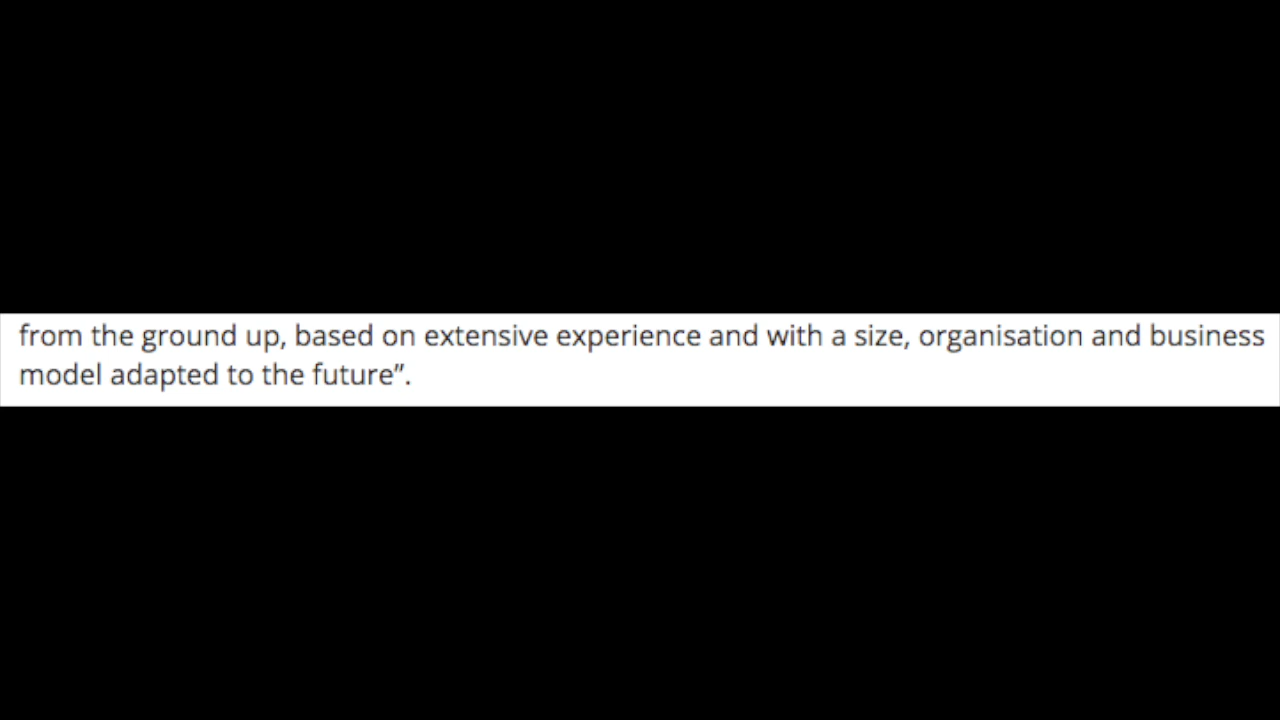 from the ground up, based on extensive experience and with a size, organisation and business
model adapted to the future”.